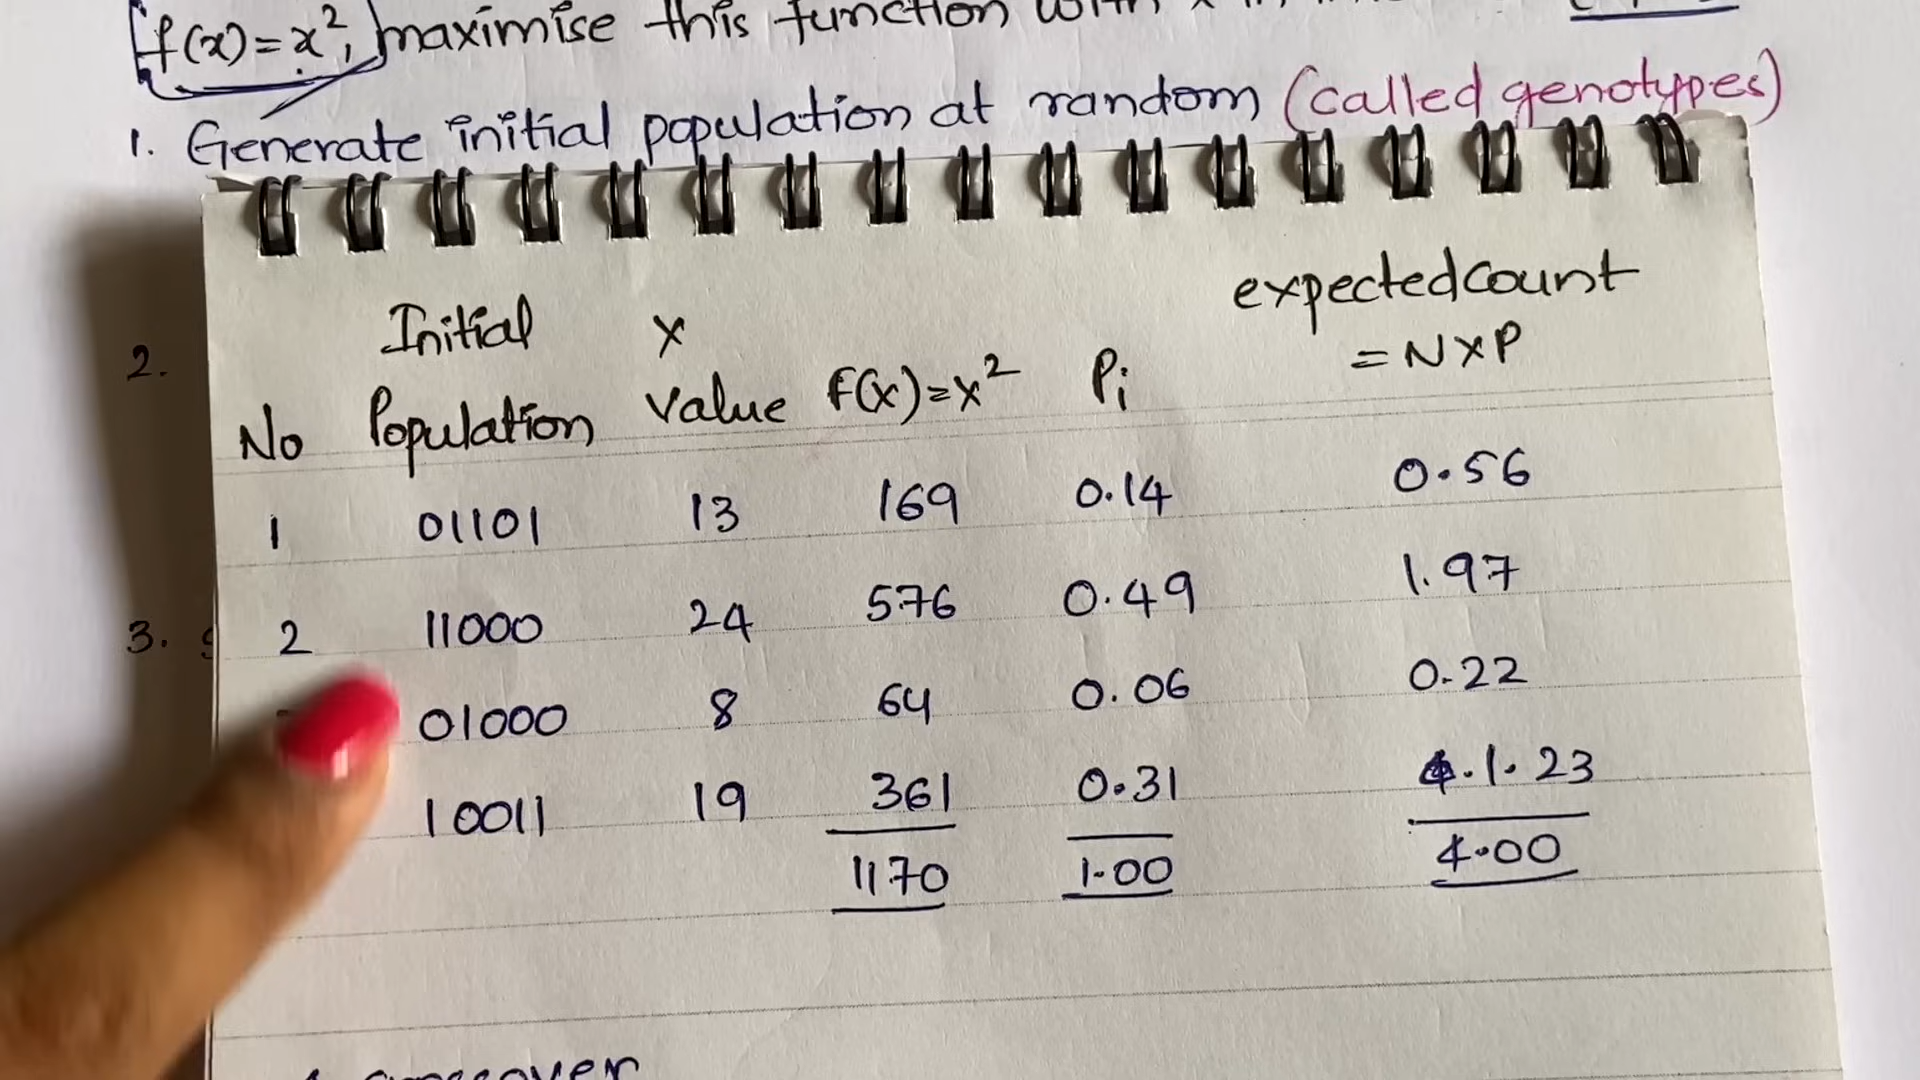 f(x)=x², maximise this function with x in
1. Generate initial population at random (called genotypes)
2.
3.
No Initial Population x value f(x)=x² Pi expected count = N×P
1 01101 13 169 0.14 0.56
2 11000 24 576 0.49 1.97
01000 8 64 0.06 0.22
10011 19 361 0.31 1.23
1170 1.00 4.00
crossover